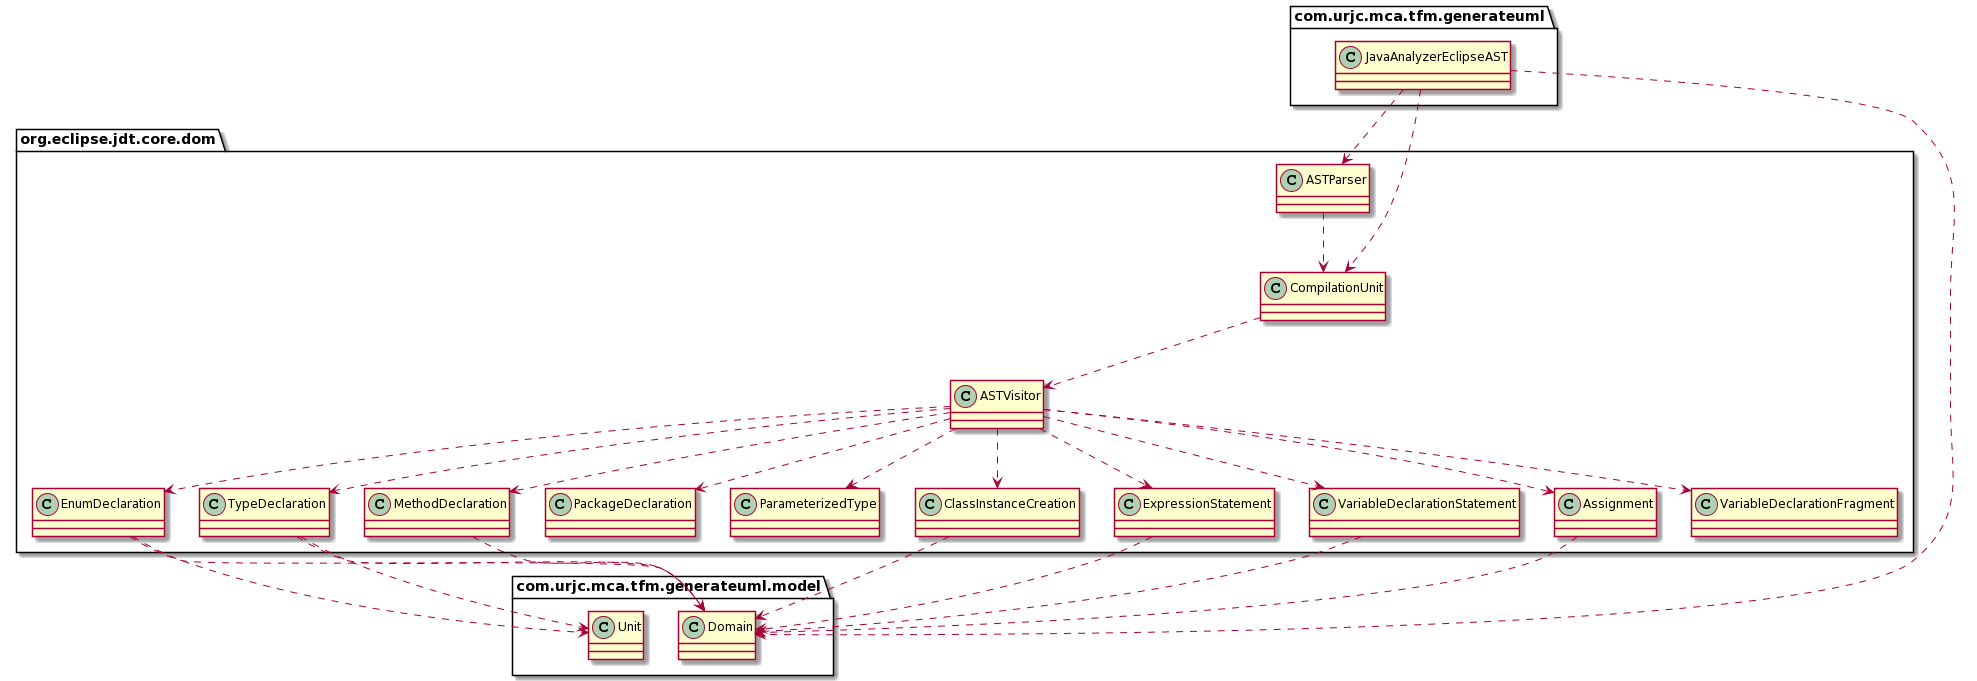 com.urjc.mca.tfm.generateuml
C JavaAnalyzerEclipseAST
org.eclipse.jdt.core.dom
C ASTParser
C CompilationUnit
C ASTVisitor
C EnumDeclaration
C TypeDeclaration
C MethodDeclaration
C PackageDeclaration
C ParameterizedType
C ClassInstanceCreation
C ExpressionStatement
C VariableDeclarationStatement
C Assignment
C VariableDeclarationFragment
com.urjc.mca.tfm.generateuml.model
C Unit
C Domain